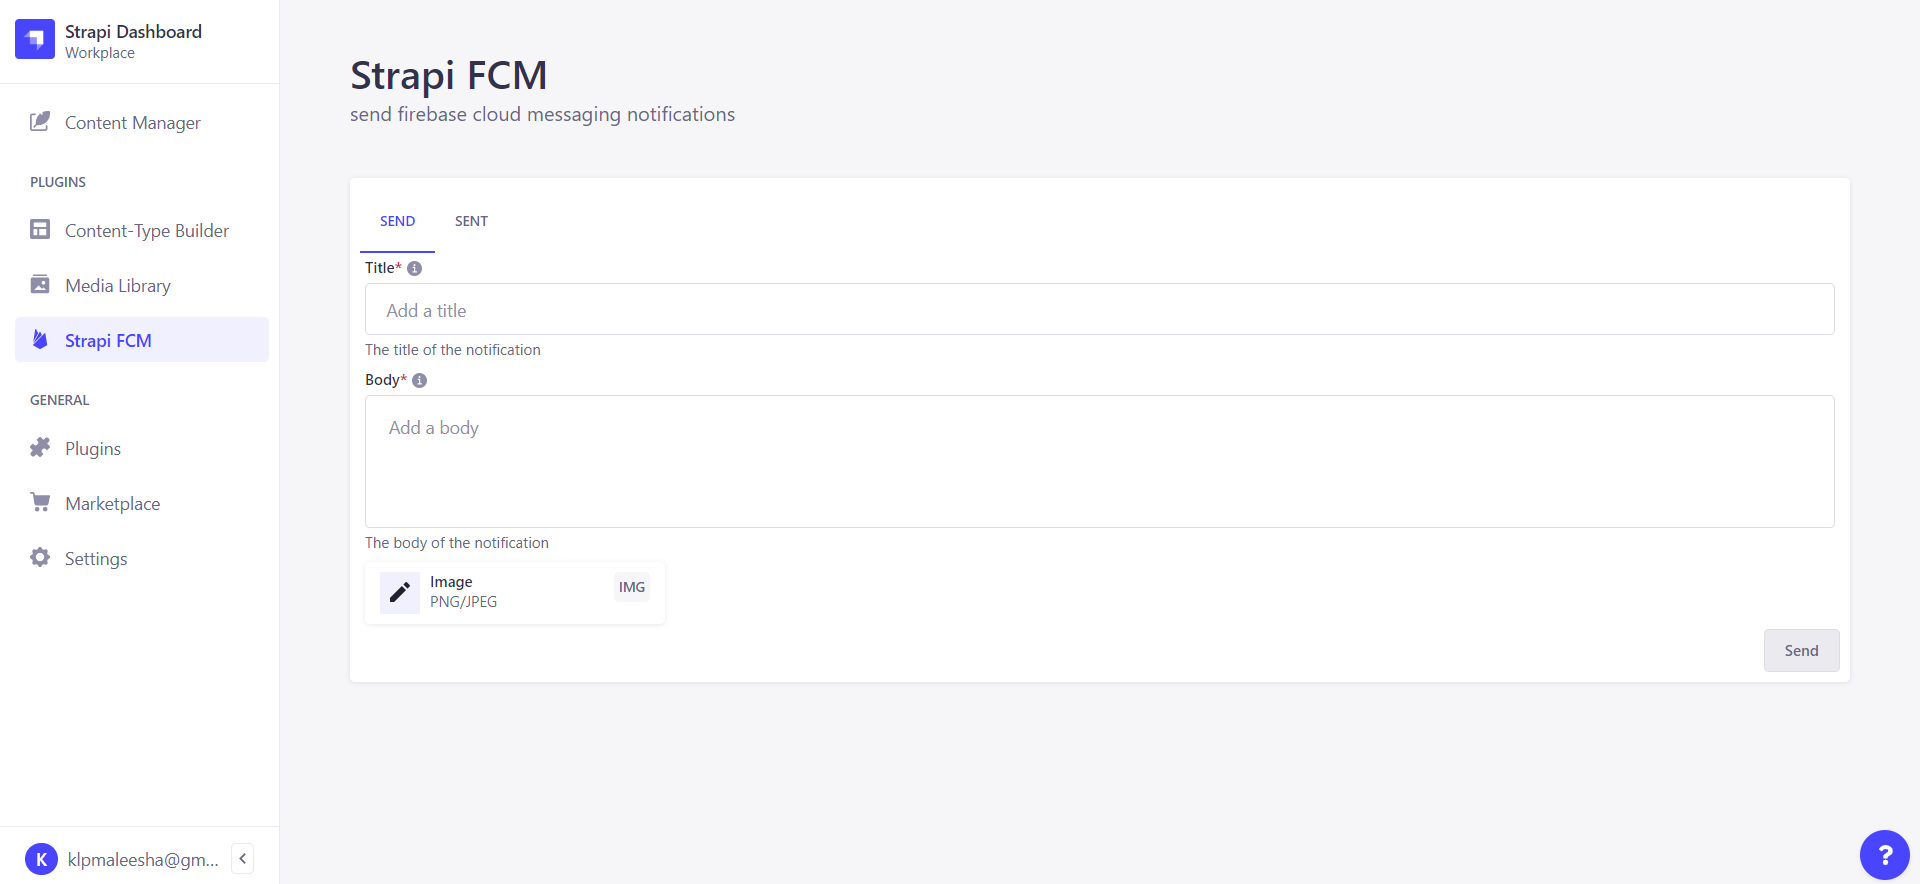 Strapi Dashboard
Workplace
Content Manager
PLUGINS
Content-Type Builder
Media Library
Strapi FCM
GENERAL
Plugins
Marketplace
Settings
K klpmaleesha@gm...
Strapi FCM
send firebase cloud messaging notifications
SEND SENT
Title*
Add a title
The title of the notification
Body*
Add a body
The body of the notification
Image IMG
PNG/JPEG
Send
?